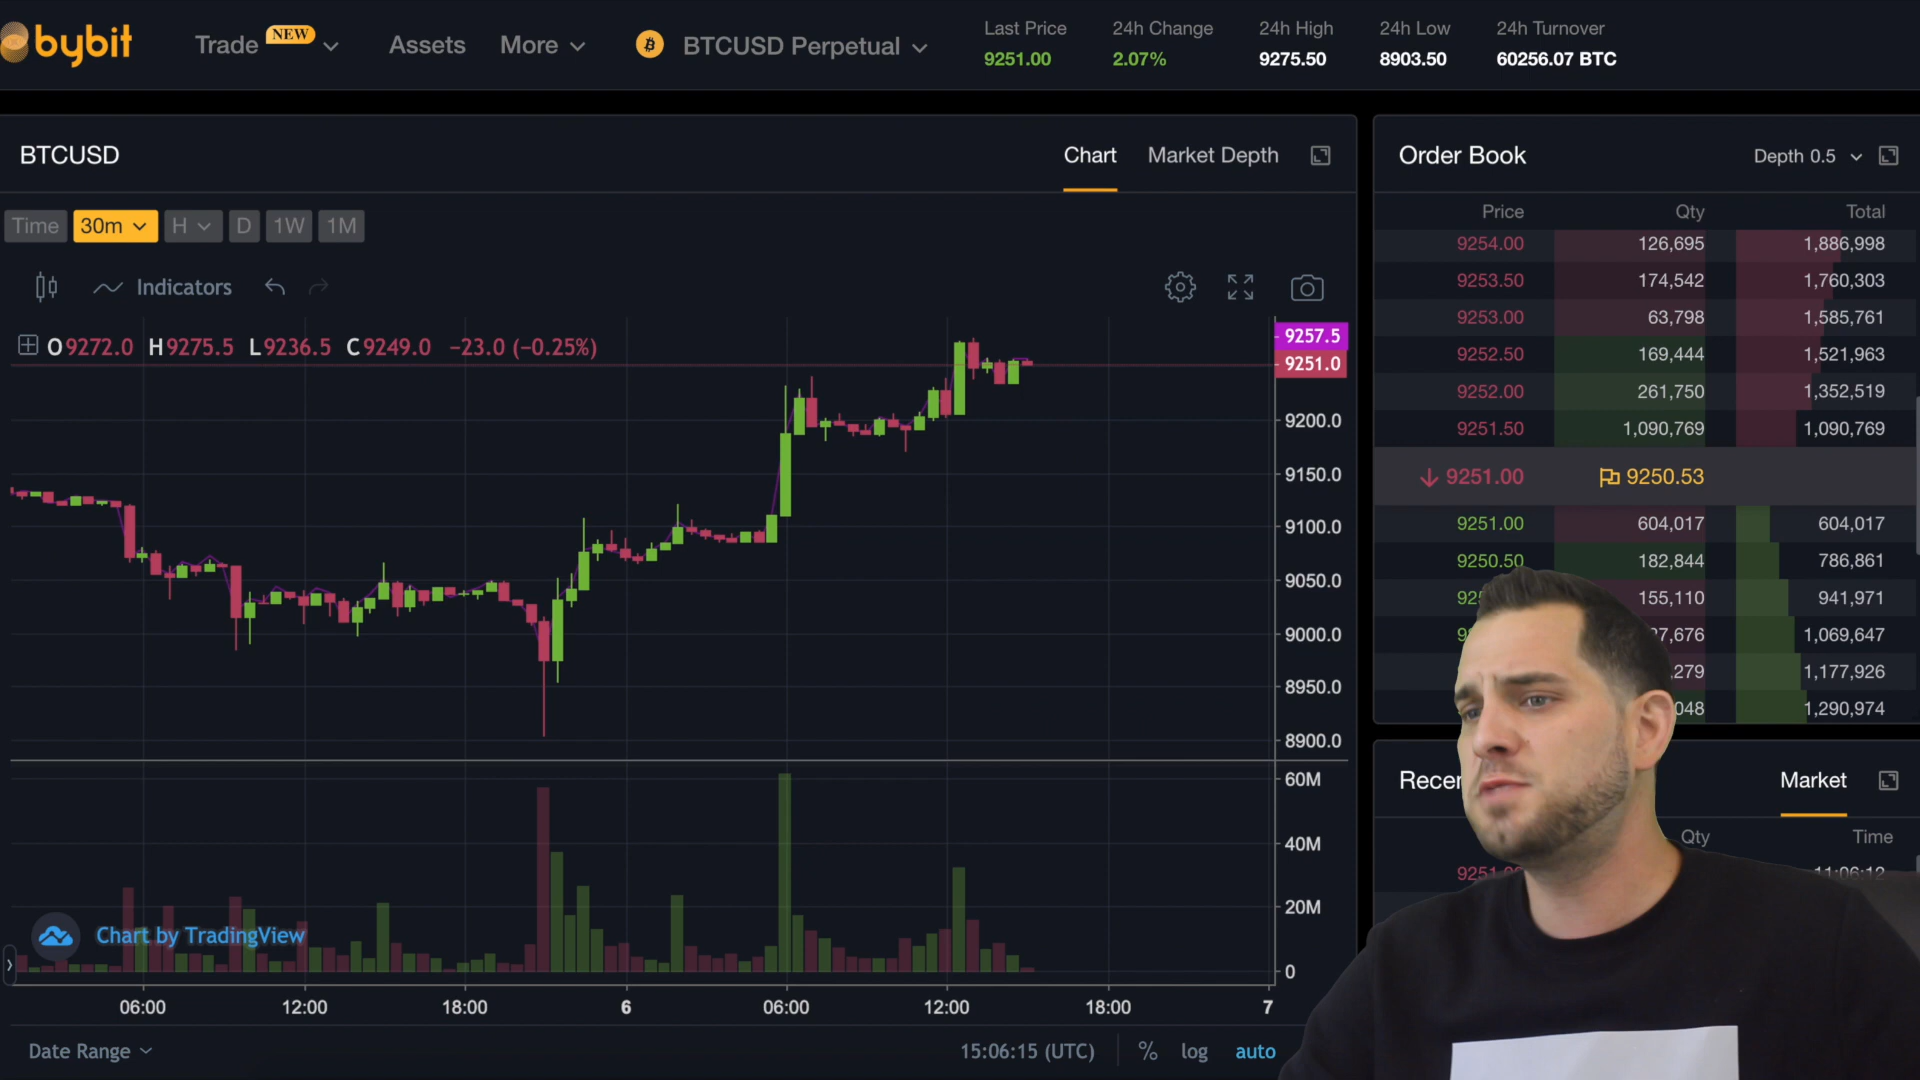 bybit
Trade NEW
Assets
More
BTCUSD Perpetual
Last Price
9251.00
24h Change
2.07%
24h High
9275.50
24h Low
8903.50
24h Turnover
60256.07 BTC
BTCUSD
Chart
Market Depth
Time 30m H D 1W 1M
Indicators
O9272.0 H9275.5 L9236.5 C9249.0 −23.0 (−0.25%)
9257.5
9251.0
9200.0
9150.0
9100.0
9050.0
9000.0
8950.0
8900.0
60M
40M
20M
0
Chart by TradingView
06:00 12:00 18:00 6 06:00 12:00 18:00 7
Date Range
15:06:15 (UTC) % log auto
Order Book
Depth 0.5
Price Qty Total
9254.00 126,695 1,886,998
9253.50 174,542 1,760,303
9253.00 63,798 1,585,761
9252.50 169,444 1,521,963
9252.00 261,750 1,352,519
9251.50 1,090,769 1,090,769
9251.00 9250.53
9251.00 604,017 604,017
9250.50 182,844 786,861
155,110 941,971
1,069,647
1,177,926
1,290,974
Market
Qty Time
11:06:12